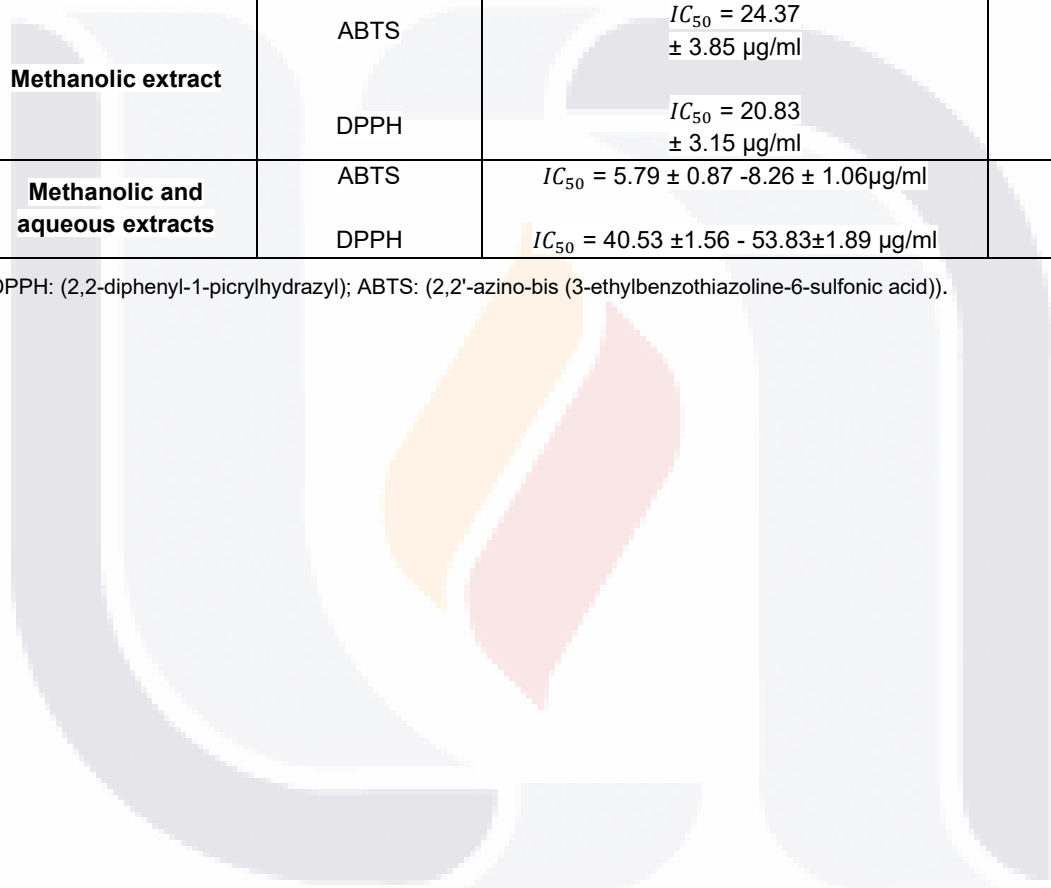 ABTS
IC50 = 24.37
± 3.85 µg/ml
Methanolic extract
DPPH
IC50 = 20.83
± 3.15 µg/ml
Methanolic and
aqueous extracts
ABTS
IC50 = 5.79 ± 0.87 -8.26 ± 1.06µg/ml
DPPH
IC50 = 40.53 ±1.56 - 53.83±1.89 µg/ml
DPPH: (2,2-diphenyl-1-picrylhydrazyl); ABTS: (2,2'-azino-bis (3-ethylbenzothiazoline-6-sulfonic acid)).